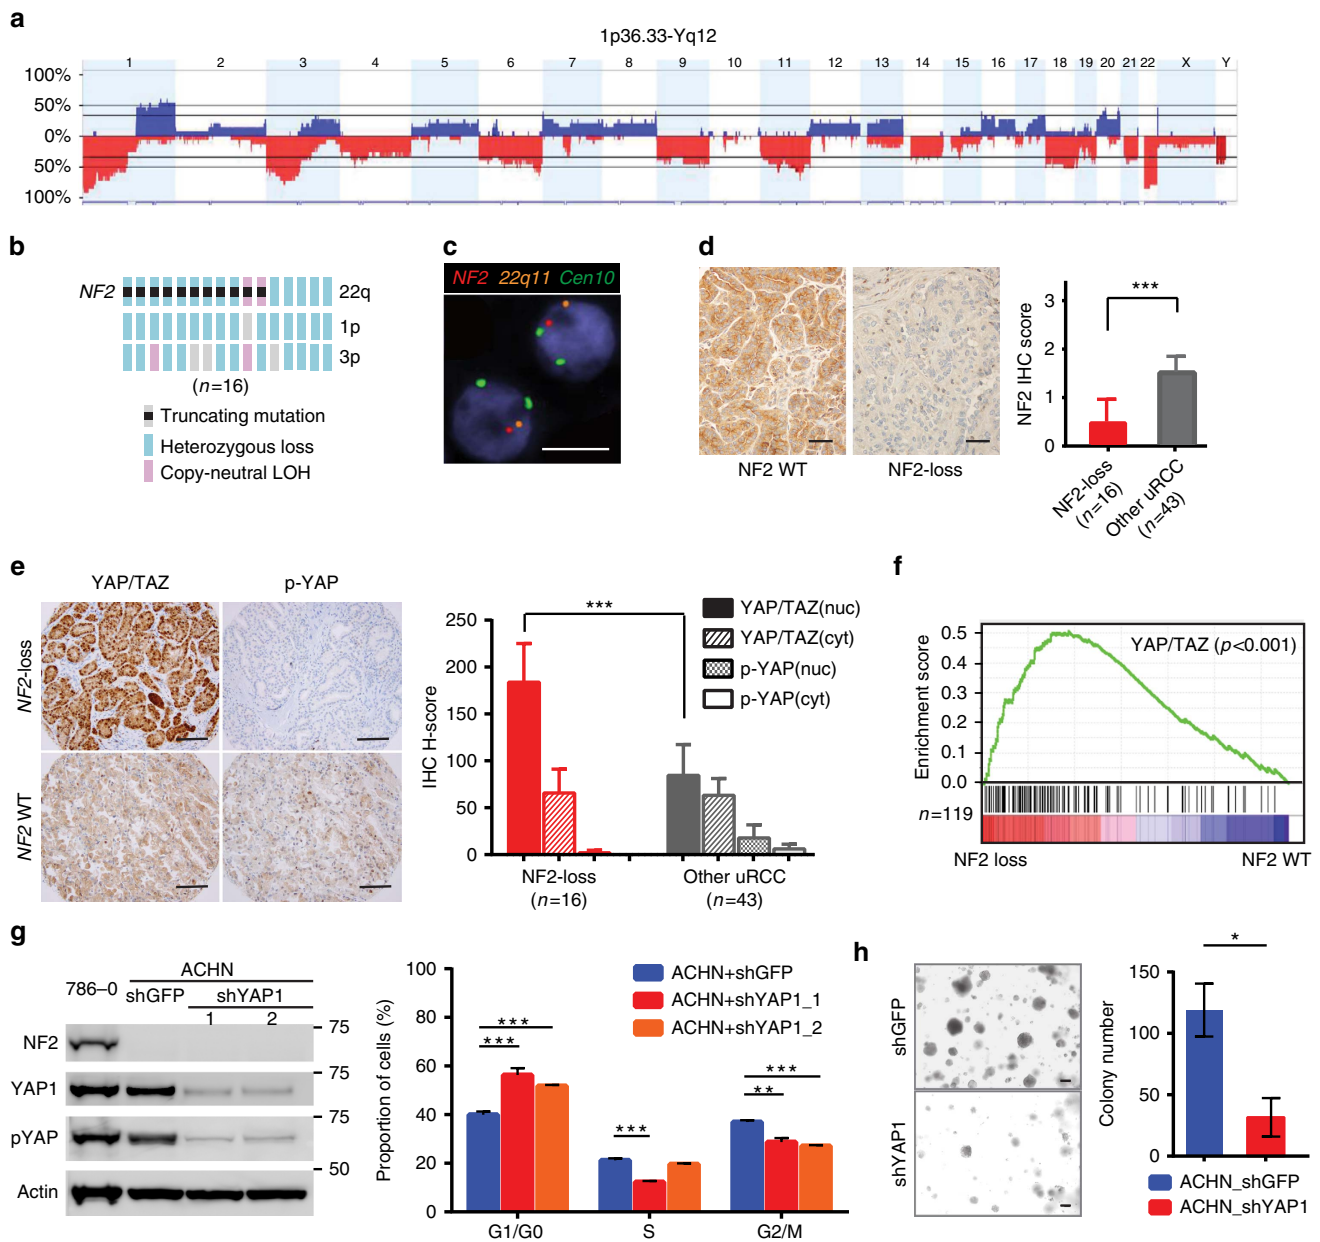 a
1p36.33-Yq12
1 2 3 4 5 6 7 8 9 10 11 12 13 14 15 16 17 18 19 20 21 22 X Y
100%
50%
0%
50%
100%
b
NF2
22q
1p
3p
(n=16)
Truncating mutation
Heterozygous loss
Copy-neutral LOH
c
NF2 22q11 Cen10
d
NF2 WT
NF2-loss
NF2 IHC score
3
2
1
0
***
NF2-loss
(n=16)
Other uRCC
(n=43)
e
YAP/TAZ
p-YAP
NF2-loss
NF2 WT
IHC H-score
250
200
150
100
50
0
***
YAP/TAZ(nuc)
YAP/TAZ(cyt)
p-YAP(nuc)
p-YAP(cyt)
NF2-loss
(n=16)
Other uRCC
(n=43)
f
Enrichment score
0.5
0.4
0.3
0.2
0.1
0.0
YAP/TAZ (p<0.001)
n=119
NF2 loss
NF2 WT
g
786–0
ACHN
shGFP
shYAP1
1 2
NF2
YAP1
pYAP
Actin
75
75
75
50
Proportion of cells (%)
100
80
60
40
20
0
ACHN+shGFP
ACHN+shYAP1_1
ACHN+shYAP1_2
***
***
***
***
**
G1/G0
S
G2/M
h
shGFP
shYAP1
Colony number
150
100
50
0
*
ACHN_shGFP
ACHN_shYAP1